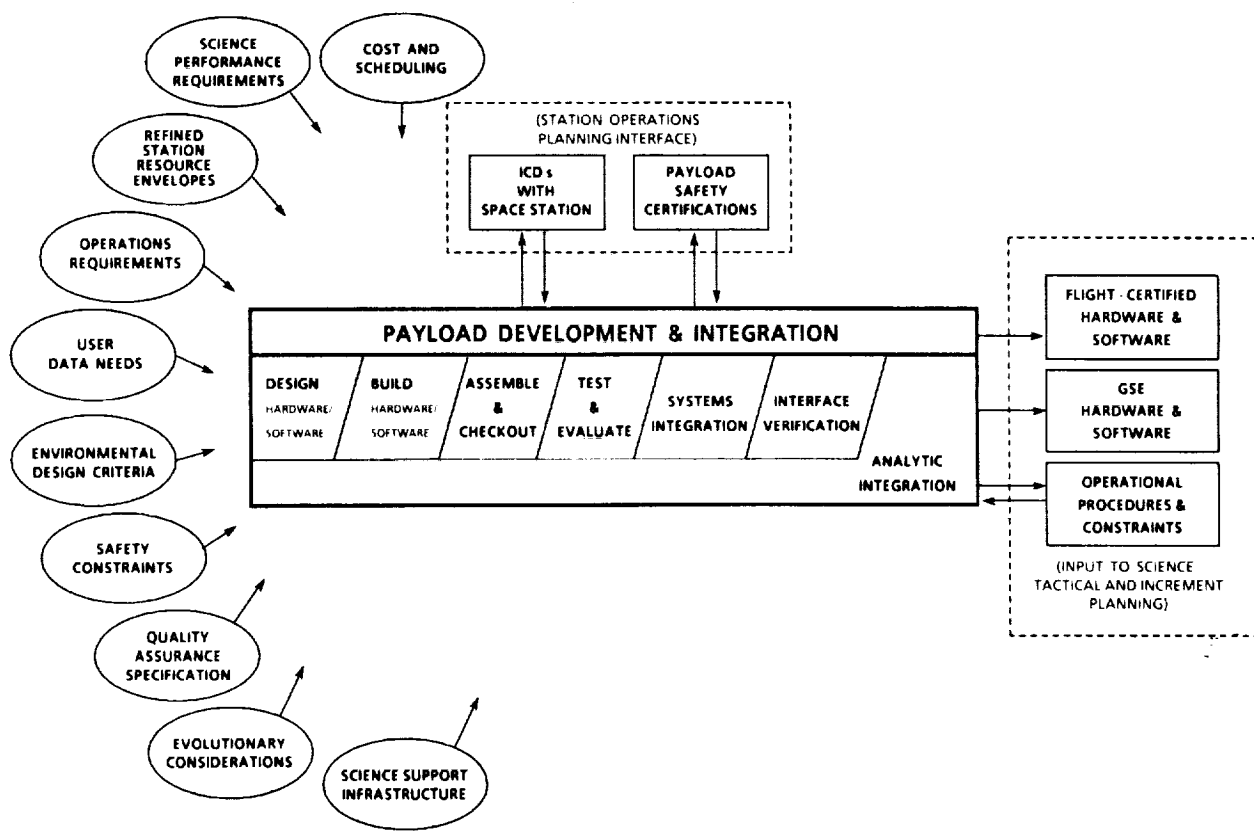 SCIENCE
PERFORMANCE
REQUIREMENTS
COST AND
SCHEDULING
REFINED
STATION
RESOURCE
ENVELOPES
OPERATIONS
REQUIREMENTS
USER
DATA NEEDS
ENVIRONMENTAL
DESIGN CRITERIA
SAFETY
CONSTRAINTS
QUALITY
ASSURANCE
SPECIFICATION
EVOLUTIONARY
CONSIDERATIONS
SCIENCE SUPPORT
INFRASTRUCTURE
(STATION OPERATIONS
PLANNING INTERFACE)
ICD s
WITH
SPACE STATION
PAYLOAD
SAFETY
CERTIFICATIONS
PAYLOAD DEVELOPMENT & INTEGRATION
DESIGN
HARDWARE/
SOFTWARE
BUILD
HARDWARE/
SOFTWARE
ASSEMBLE
&
CHECKOUT
TEST
&
EVALUATE
SYSTEMS
INTEGRATION
INTERFACE
VERIFICATION
ANALYTIC
INTEGRATION
FLIGHT - CERTIFIED
HARDWARE &
SOFTWARE
GSE
HARDWARE &
SOFTWARE
OPERATIONAL
PROCEDURES &
CONSTRAINTS
(INPUT TO SCIENCE
TACTICAL AND INCREMENT
PLANNING)